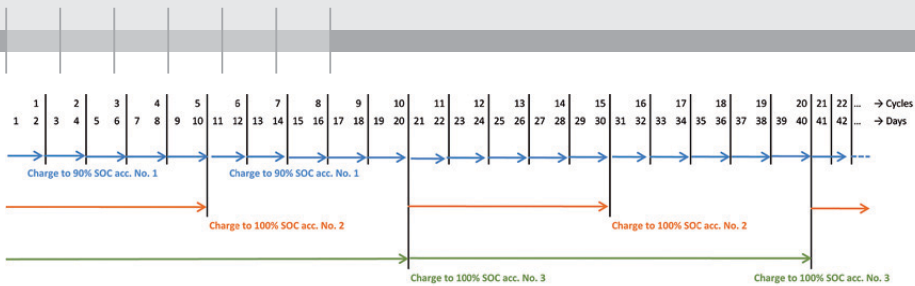 1 2 3 4 5 6 7 8 9 10 11 12 13 14 15 16 17 18 19 20 21 22 ... → Cycles
1 2 3 4 5 6 7 8 9 10 11 12 13 14 15 16 17 18 19 20 21 22 23 24 25 26 27 28 29 30 31 32 33 34 35 36 37 38 39 40 41 42 ... → Days
Charge to 90% SOC acc. No. 1 Charge to 90% SOC acc. No. 1
Charge to 100% SOC acc. No. 2 Charge to 100% SOC acc. No. 2
Charge to 100% SOC acc. No. 3 Charge to 100% SOC acc. No. 3